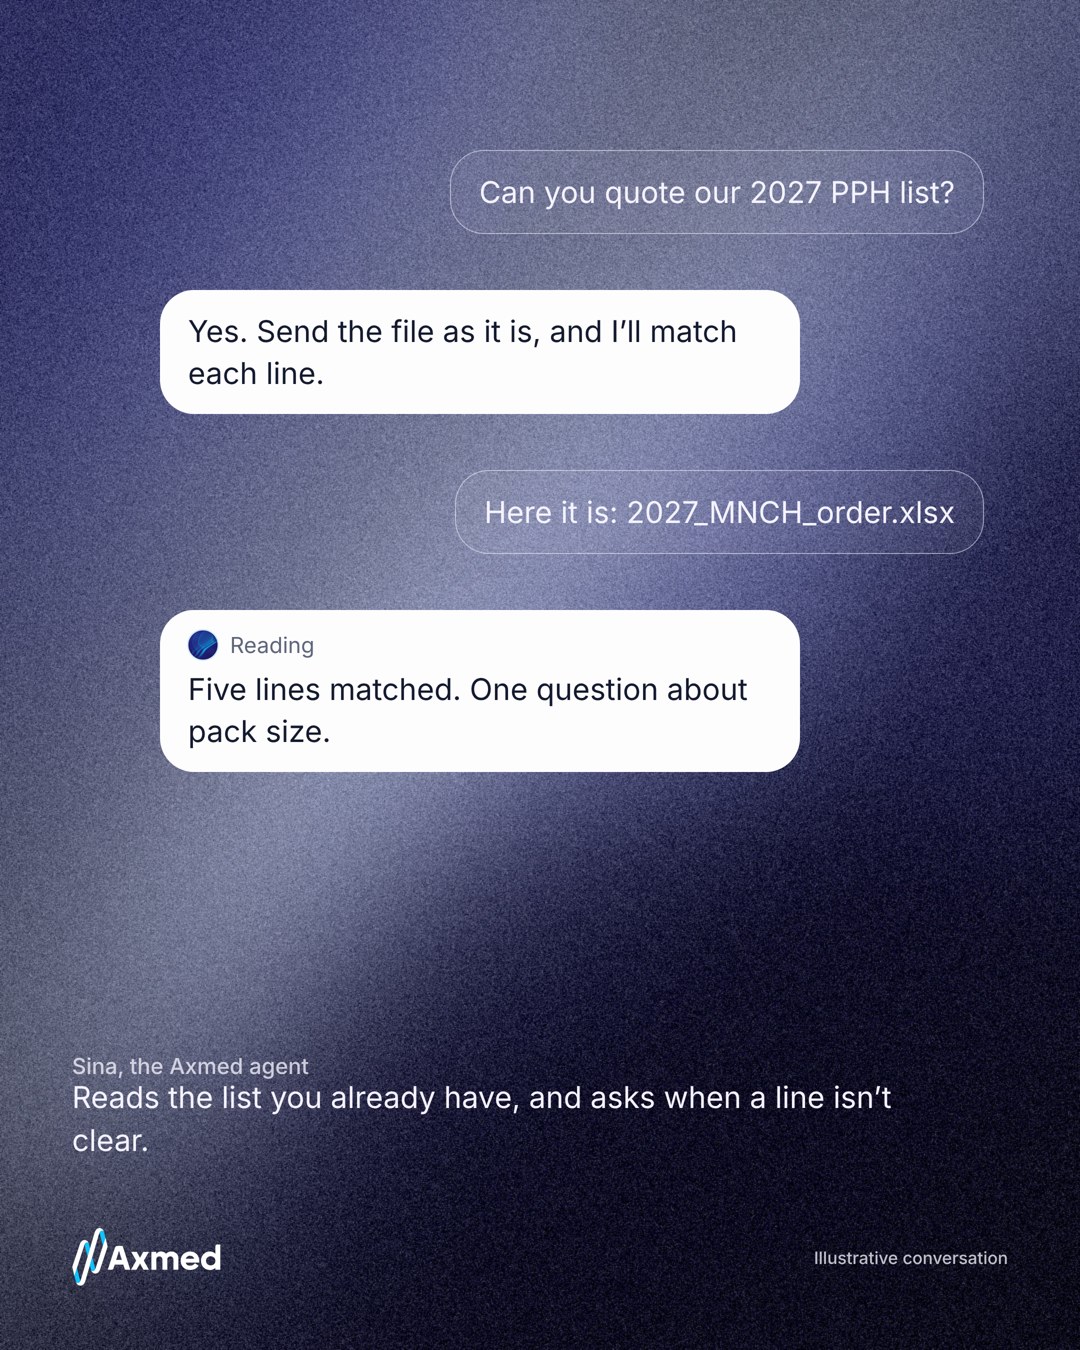 Can you quote our 2027 PPH list?
Yes. Send the file as it is, and I’ll match
each line.
Here it is: 2027_MNCH_order.xlsx
Reading
Five lines matched. One question about
pack size.
Sina, the Axmed agent
Reads the list you already have, and asks when a line isn’t
clear.
Axmed
Illustrative conversation